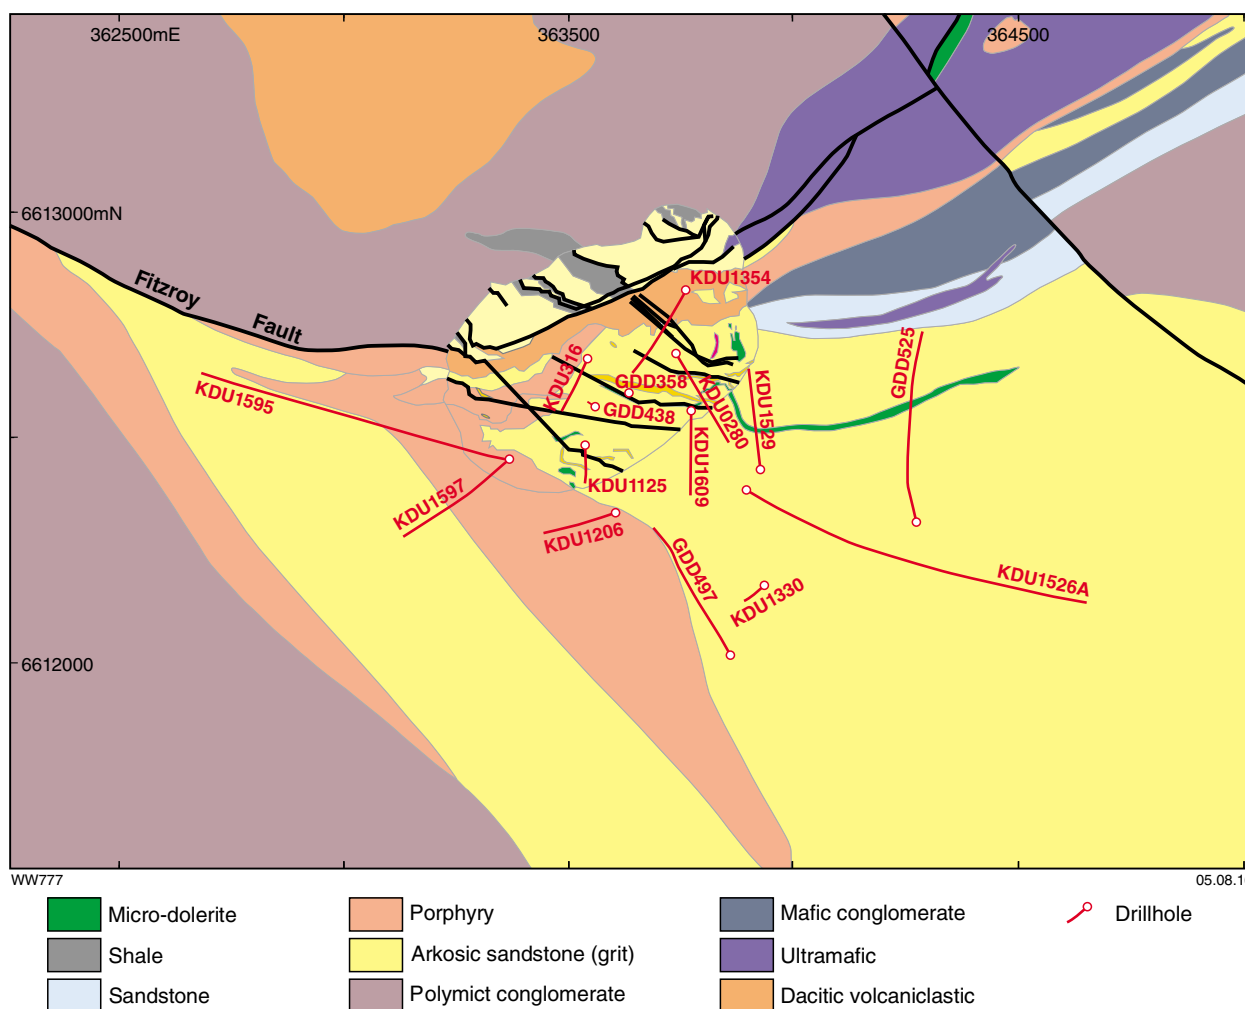 362500mE
363500
364500
6613000mN
Fitzroy
Fault
KDU1354
KDU316
GDD358
GDD438
KDU0280
KDU1529
GDD525
KDU1595
KDU1609
KDU1125
KDU1597
KDU1206
GDD497
KDU1330
KDU1526A
6612000
WW777
05.08.1
Micro-dolerite
Porphyry
Mafic conglomerate
Drillhole
Shale
Arkosic sandstone (grit)
Ultramafic
Sandstone
Polymict conglomerate
Dacitic volcaniclastic